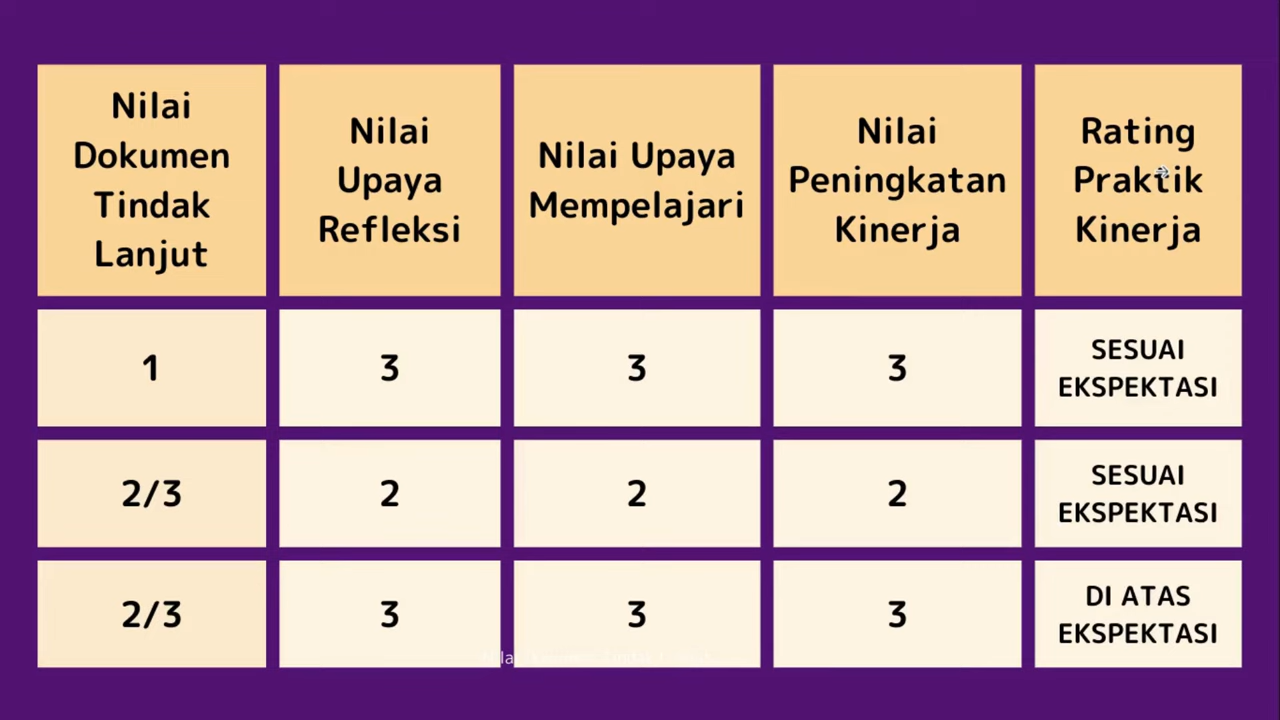 Nilai
Dokumen
Tindak
Lanjut
Nilai
Upaya
Refleksi
Nilai Upaya
Mempelajari
Nilai
Peningkatan
Kinerja
Rating
Praktik
Kinerja
1
3
3
3
SESUAI
EKSPEKTASI
2/3
2
2
2
SESUAI
EKSPEKTASI
2/3
3
3
3
DI ATAS
EKSPEKTASI